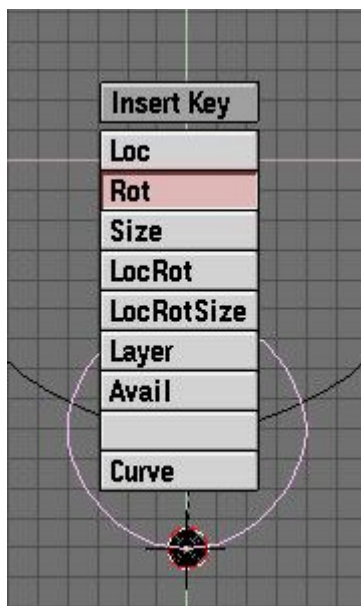 Insert Key
Loc
Rot
Size
LocRot
LocRotSize
Layer
Avail
Curve